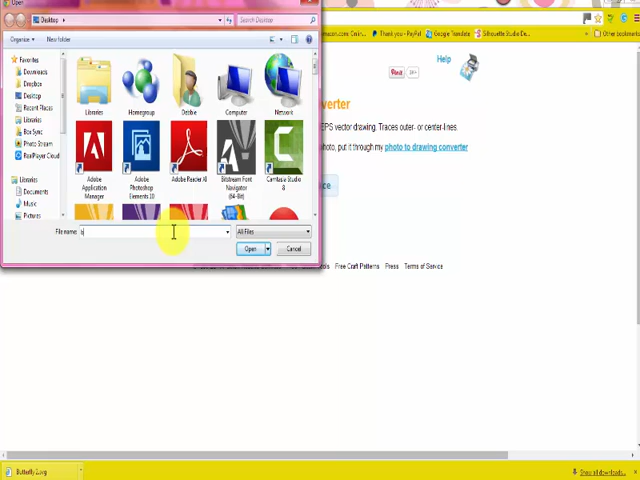 Open
Desktop
Search Desktop
Organize
New folder
Favorites
Downloads
Dropbox
Desktop
Recent Places
Libraries
Box Sync
Photo Stream
RealPlayer Cloud
Libraries
Documents
Music
Pictures
Libraries
Homegroup
Debbie
Computer
Network
Adobe Application Manager
Adobe Photoshop Elements 10
Adobe Reader XI
Bitstream Font Navigator (64-Bit)
Camtasia Studio 8
File name:
All Files
Open
Cancel
Thank you - PayPal
Google Translate
Silhouette Studio De...
Other bookmarks
Pin it
Help
verter
EPS vector drawing. Traces outer- or center-lines.
photo, put it through my photo to drawing converter
Free Craft Patterns
Press
Terms of Service
Butterfly 2.svg
Show all downloads...